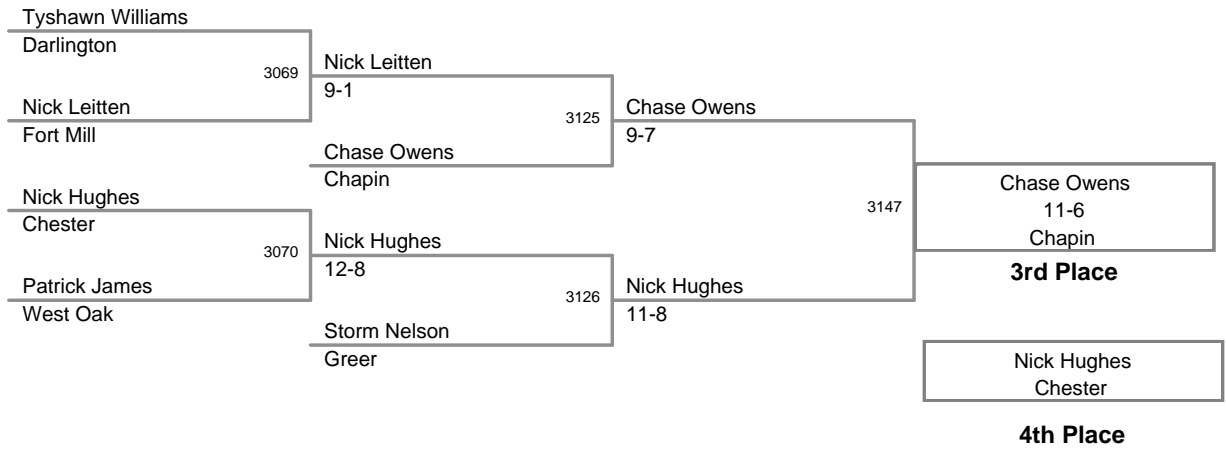 Tyshawn Williams
Darlington
3069
Nick Leitten
Fort Mill
Nick Leitten
9-1
3125
Chase Owens
Chapin
Chase Owens
9-7
Nick Hughes
Chester
3070
Patrick James
West Oak
Nick Hughes
12-8
3126
Storm Nelson
Greer
Nick Hughes
11-8
3147
Chase Owens
11-6
Chapin
3rd Place
Nick Hughes
Chester
4th Place